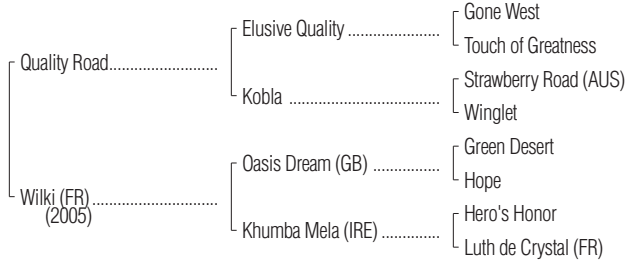 Gone West
Elusive Quality
Touch of Greatness
Quality Road
Strawberry Road (AUS)
Kobla
Winglet
Green Desert
Oasis Dream (GB)
Hope
Wilki (FR)
(2005)
Hero's Honor
Khumba Mela (IRE)
Luth de Crystal (FR)